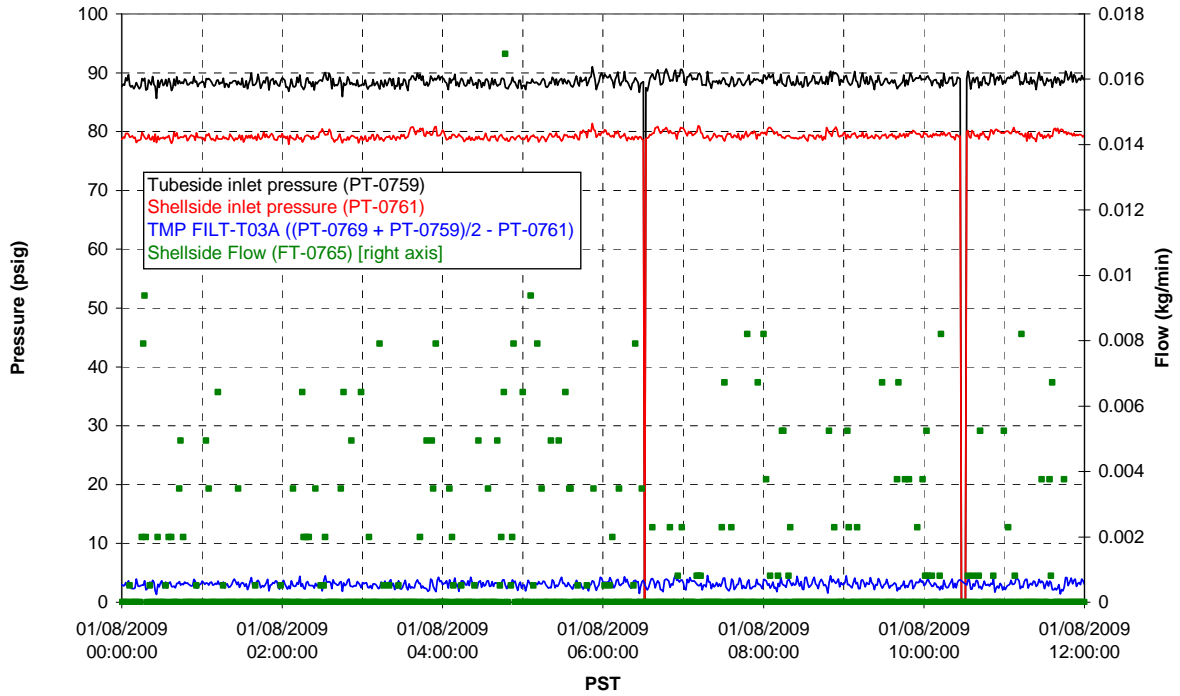 100
90
80
70
60
50
40
30
20
10
0
Pressure (psig)
Tubeside inlet pressure (PT-0759)
Shellside inlet pressure (PT-0761)
TMP FILT-T03A ((PT-0769 + PT-0759)/2 - PT-0761)
Shellside Flow (FT-0765) [right axis]
0.018
0.016
0.014
0.012
0.010
0.008
0.006
0.004
0.002
0
Flow (kg/min)
01/08/2009 01/08/2009 01/08/2009 01/08/2009 01/08/2009 01/08/2009 01/08/2009
00:00:00 02:00:00 04:00:00 06:00:00 08:00:00 10:00:00 12:00:00
PST